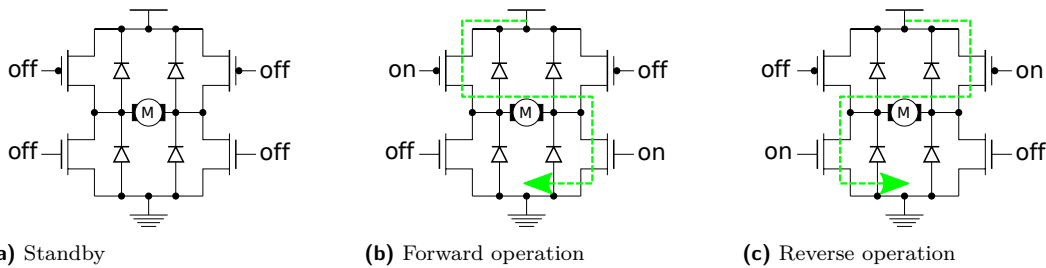 off off on off off on
M M M
off off off on on off
a) Standby (b) Forward operation (c) Reverse operation